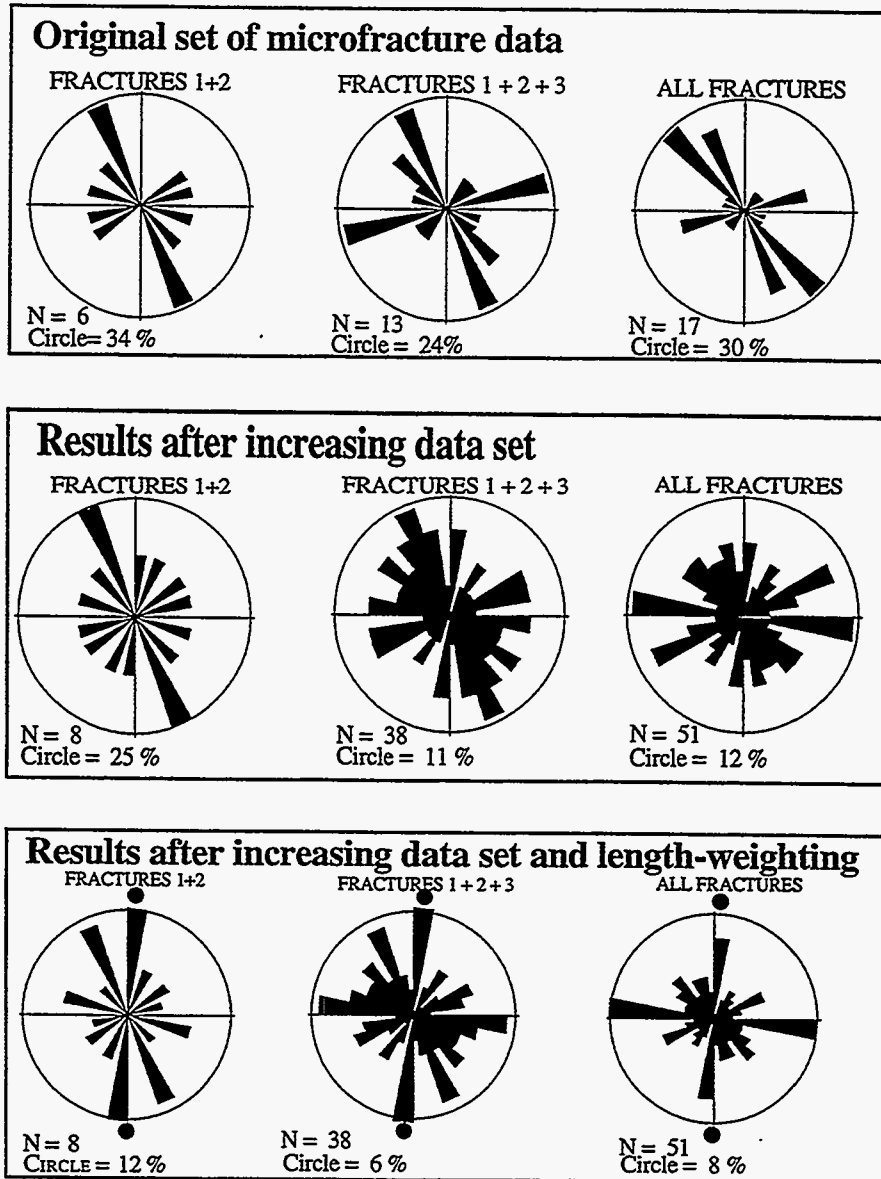 Original set of microfracture data
FRACTURES 1+2
FRACTURES 1 + 2 + 3
ALL FRACTURES
N = 6
Circle= 34 %
N = 13
Circle = 24%
N = 17
Circle = 30 %
Results after increasing data set
FRACTURES 1+2
FRACTURES 1 + 2 + 3
ALL FRACTURES
N = 8
Circle = 25 %
N = 38
Circle = 11 %
N = 51
Circle = 12 %
Results after increasing data set and length-weighting
FRACTURES 1+2
FRACTURES 1 + 2 + 3
ALL FRACTURES
N = 8
CIRCLE = 12 %
N = 38
Circle = 6 %
N = 51
Circle = 8 %